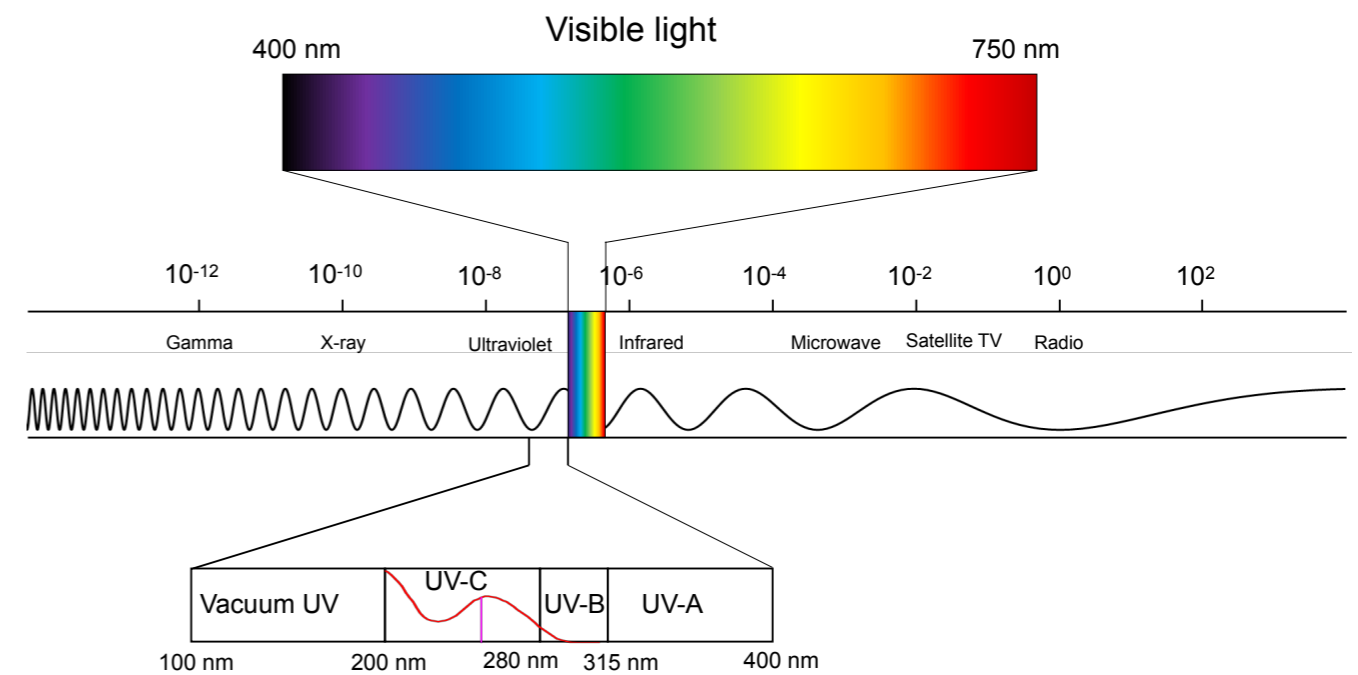 Visible light
400 nm 750 nm
10-12 10-10 10-8 10-6 10-4 10-2 100 102
Gamma X-ray Ultraviolet Infrared Microwave Satellite TV Radio
UV-C
Vacuum UV UV-B UV-A
100 nm 200 nm 280 nm 315 nm 400 nm